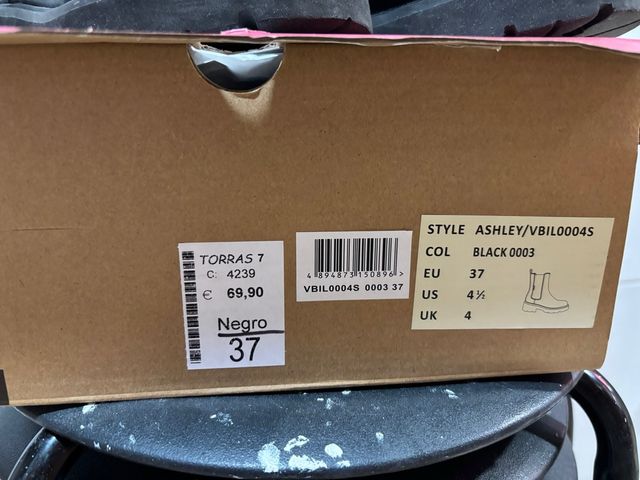 TORRAS 7
C: 4239
€ 69,90
Negro
37
4 894873 150896 >
VBIL0004S 0003 37
STYLE ASHLEY/VBIL0004S
COL BLACK 0003
EU 37
US 4½
UK 4